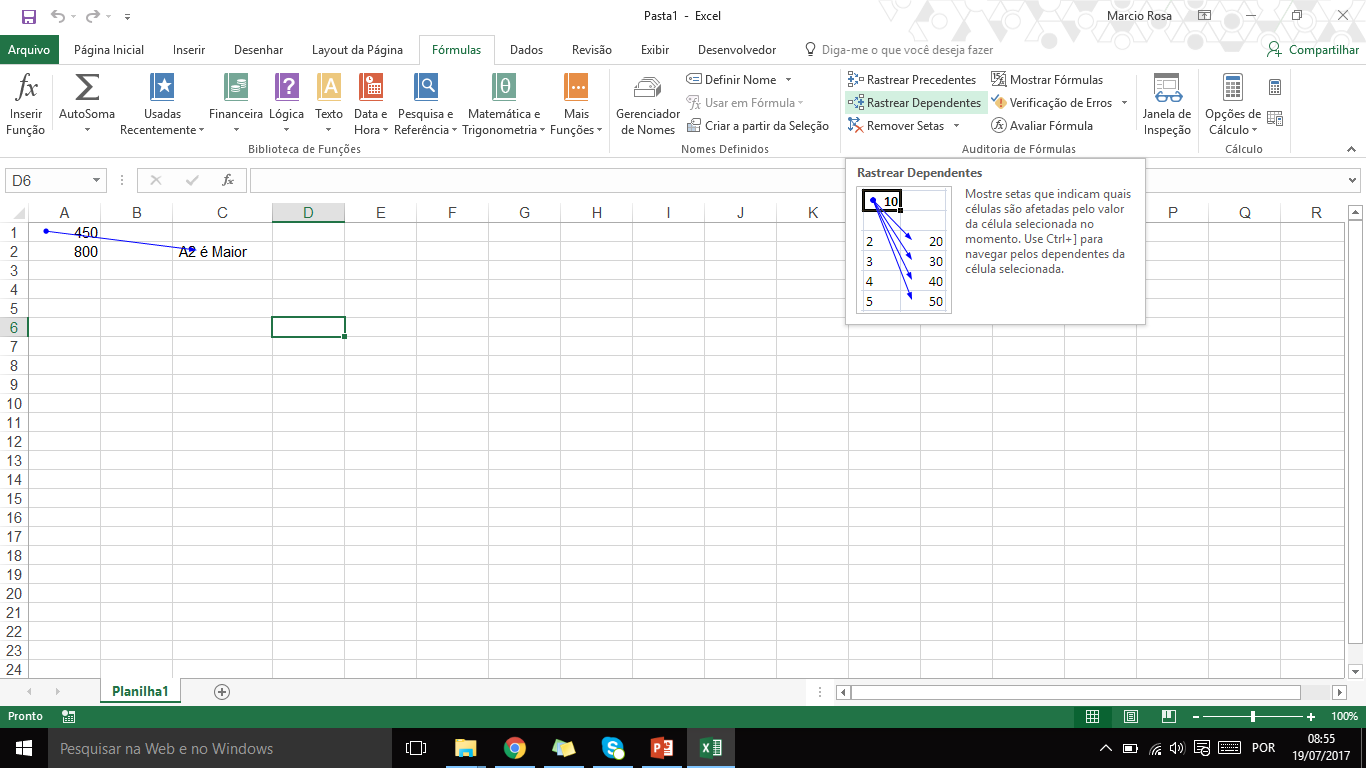 Pasta1 - Excel
Marcio Rosa
Arquivo Página Inicial Inserir Desenhar Layout da Página Fórmulas Dados Revisão Exibir Desenvolvedor Diga-me o que você deseja fazer Compartilhar
Inserir Função
AutoSoma
Usadas Recentemente
Financeira
Lógica
Texto
Data e Hora
Pesquisa e Referência
Matemática e Trigonometria
Mais Funções
Biblioteca de Funções
Gerenciador de Nomes
Definir Nome
Usar em Fórmula
Criar a partir da Seleção
Nomes Definidos
Rastrear Precedentes
Rastrear Dependentes
Remover Setas
Mostrar Fórmulas
Verificação de Erros
Avaliar Fórmula
Auditoria de Fórmulas
Janela de Inspeção
Opções de Cálculo
Cálculo
D6
fx
Rastrear Dependentes
10
2 20
3 30
4 40
5 50
Mostre setas que indicam quais
células são afetadas pelo valor
da célula selecionada no
momento. Use Ctrl+] para
navegar pelos dependentes da
célula selecionada.
A B C D E F G H I J K P Q R
1 450
2 800 A2 é Maior
3
4
5
6
7
8
9
10
11
12
13
14
15
16
17
18
19
20
21
22
23
24
Planilha1
Pronto
100%
Pesquisar na Web e no Windows
POR
08:55
19/07/2017